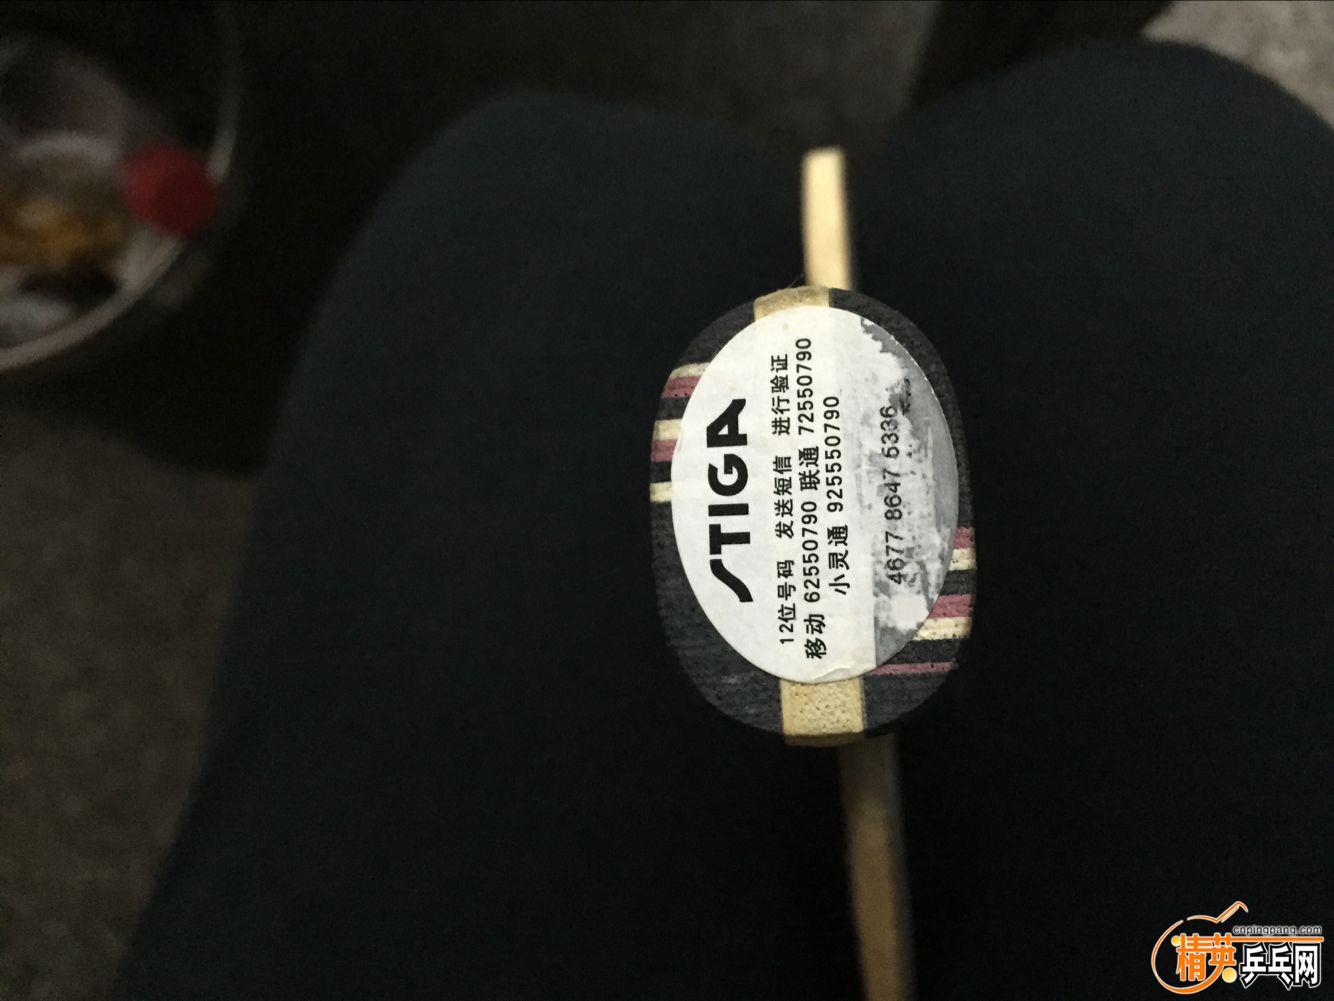 STIGA
12位号码 发送短信 进行验证
移动 62550790 联通 72550790
小灵通 925550790
4677 8647 5336
cnpingpang.com
精英乒乓网